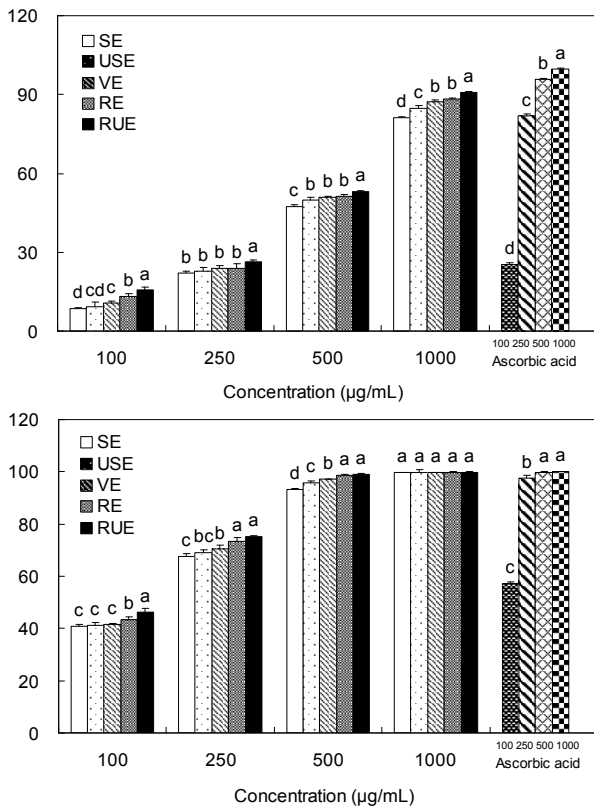 120
SE
USE
VE
RE
RUE
90
60
30
0
d cd c b a
b b b b a
c b b b a
d c b b a
d c b a
100 250 500 1000
100 250 500 1000
Ascorbic acid
Concentration (µg/mL)
120
SE
USE
VE
RE
RUE
100
80
60
40
20
0
c c c b a
c bc b a a
d c b a a
a a a a a
c b a a
100 250 500 1000
100 250 500 1000
Ascorbic acid
Concentration (µg/mL)